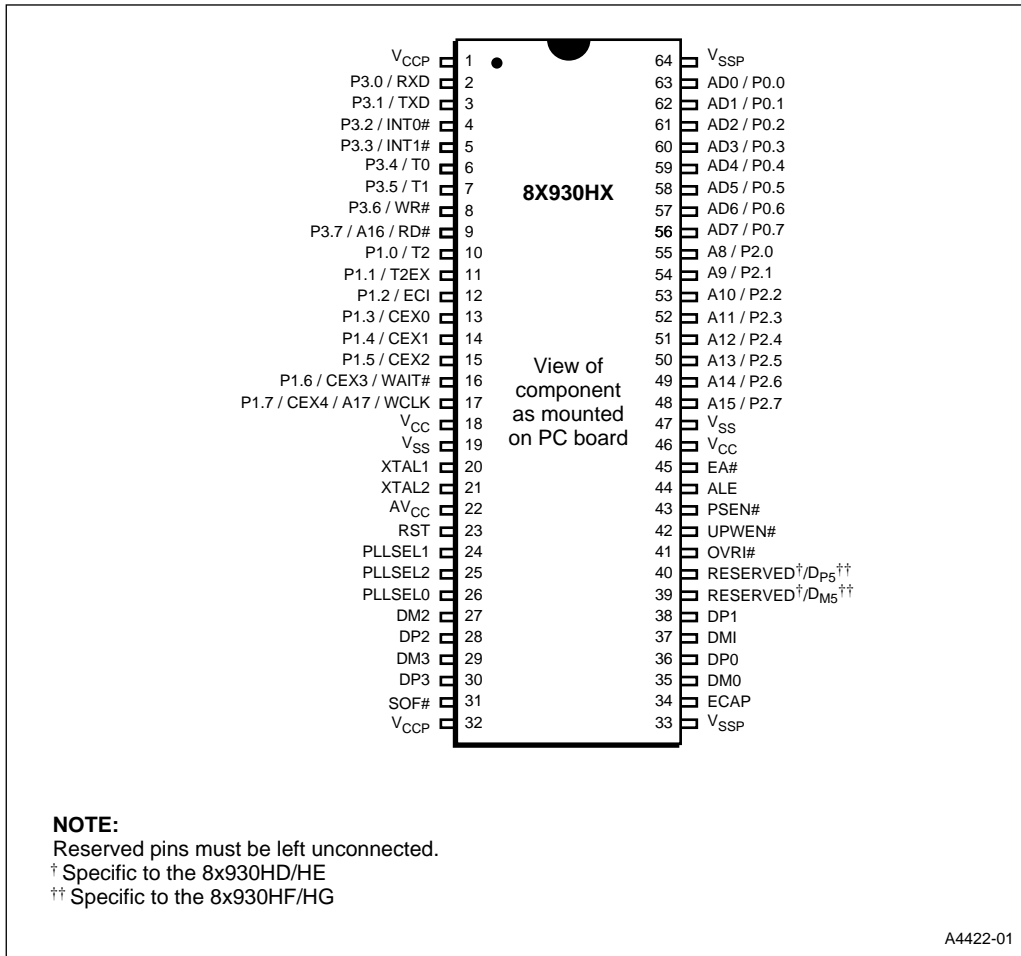 V_CCP 1 64 V_SSP
P3.0 / RXD 2 63 AD0 / P0.0
P3.1 / TXD 3 62 AD1 / P0.1
P3.2 / INT0# 4 61 AD2 / P0.2
P3.3 / INT1# 5 60 AD3 / P0.3
P3.4 / T0 6 59 AD4 / P0.4
P3.5 / T1 7 8X930HX 58 AD5 / P0.5
P3.6 / WR# 8 57 AD6 / P0.6
P3.7 / A16 / RD# 9 56 AD7 / P0.7
P1.0 / T2 10 55 A8 / P2.0
P1.1 / T2EX 11 54 A9 / P2.1
P1.2 / ECI 12 53 A10 / P2.2
P1.3 / CEX0 13 52 A11 / P2.3
P1.4 / CEX1 14 51 A12 / P2.4
P1.5 / CEX2 15 View of 50 A13 / P2.5
P1.6 / CEX3 / WAIT# 16 component 49 A14 / P2.6
P1.7 / CEX4 / A17 / WCLK 17 as mounted 48 A15 / P2.7
V_CC 18 on PC board 47 V_SS
V_SS 19 46 V_CC
XTAL1 20 45 EA#
XTAL2 21 44 ALE
AV_CC 22 43 PSEN#
RST 23 42 UPWEN#
PLLSEL1 24 41 OVRI#
PLLSEL2 25 40 RESERVED†/D_P5††
PLLSEL0 26 39 RESERVED†/D_M5††
DM2 27 38 DP1
DP2 28 37 DMI
DM3 29 36 DP0
DP3 30 35 DM0
SOF# 31 34 ECAP
V_CCP 32 33 V_SSP
NOTE:
Reserved pins must be left unconnected.
† Specific to the 8x930HD/HE
†† Specific to the 8x930HF/HG
A4422-01